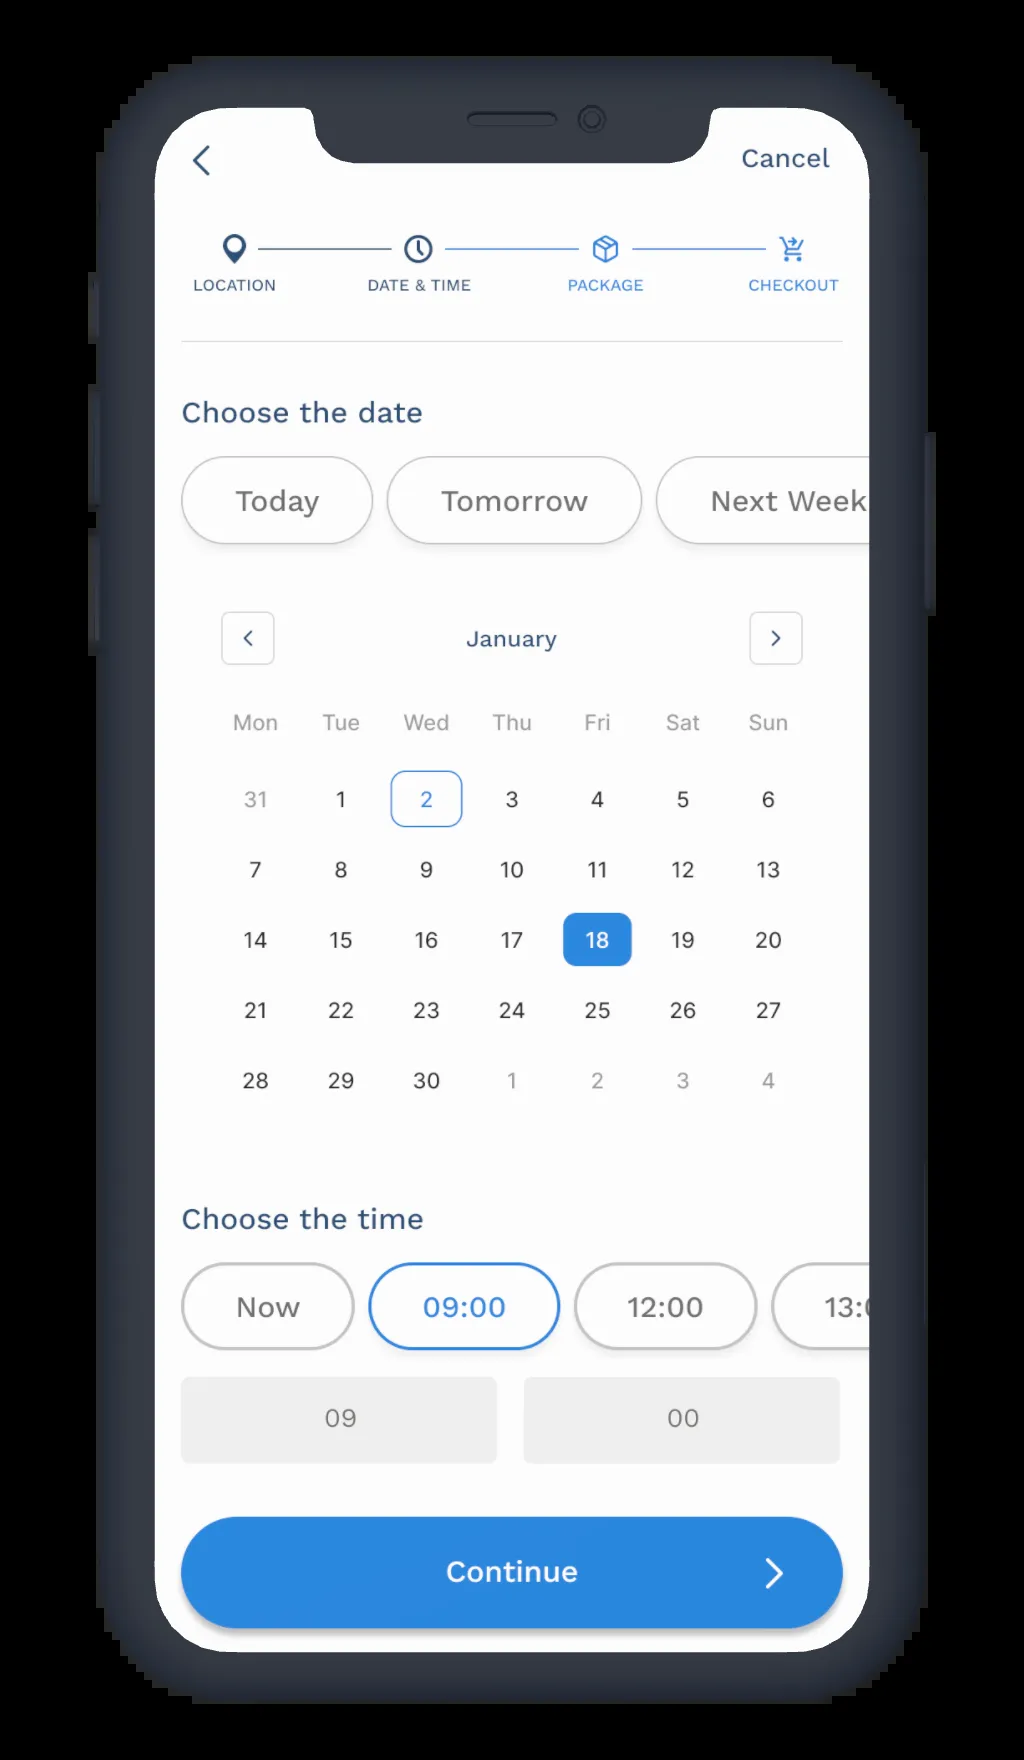 Cancel
LOCATION DATE & TIME PACKAGE CHECKOUT
Choose the date
Today Tomorrow Next Week
January
Mon Tue Wed Thu Fri Sat Sun
31 1 2 3 4 5 6
7 8 9 10 11 12 13
14 15 16 17 18 19 20
21 22 23 24 25 26 27
28 29 30 1 2 3 4
Choose the time
Now 09:00 12:00
09 00
Continue